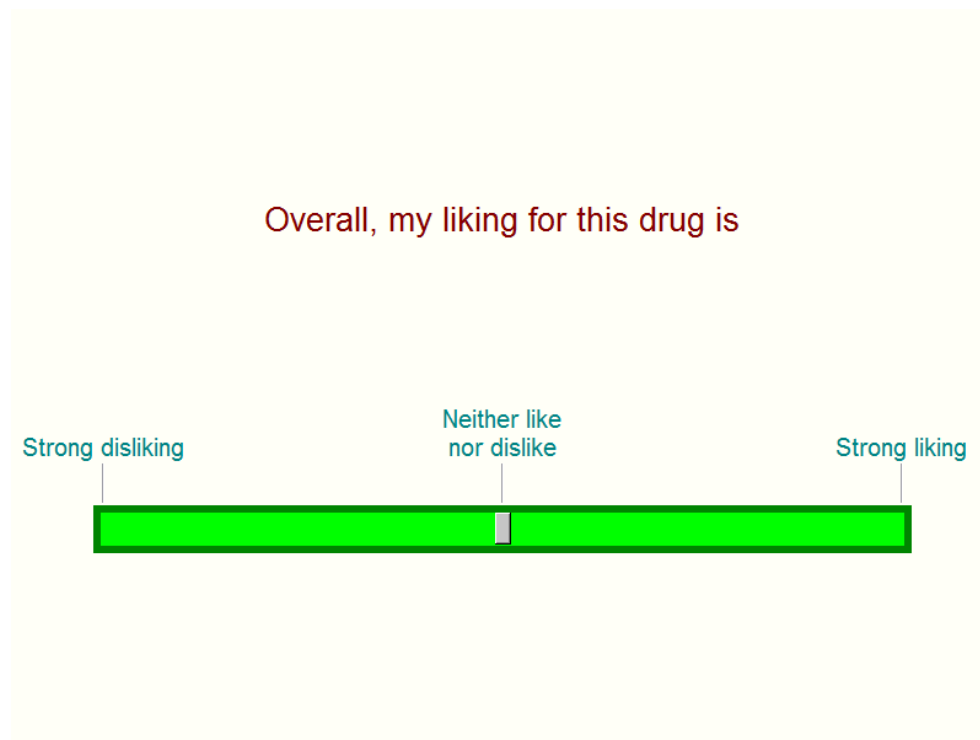 Overall, my liking for this drug is
Neither like
nor dislike
Strong disliking
Strong liking